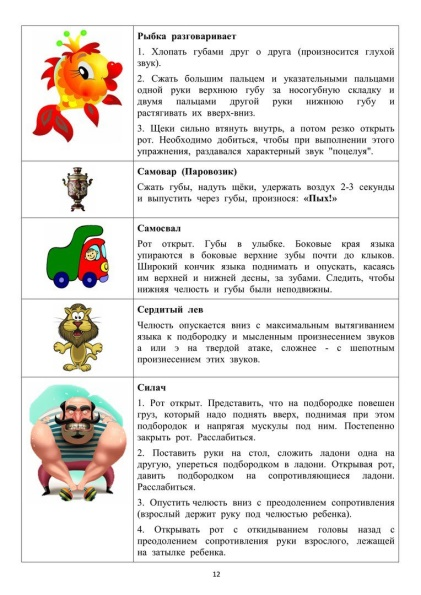 Рыбка разговаривает
1. Хлопать губами друг о друга (произносится глухой
звук).
2. Сжать большим пальцем и указательными пальцами
одной руки верхнюю губу за носогубную складку и
двумя пальцами другой руки нижнюю губу и
растягивать их вверх-вниз.
3. Щеки сильно втянуть внутрь, а потом резко открыть
рот. Необходимо добиться, чтобы при выполнении этого
упражнения, раздавался характерный звук "поцелуя".
Самовар (Паровозик)
Сжать губы, надуть щёки, удержать воздух 2-3 секунды
и выпустить через губы, произнося: «Пых!»
Самосвал
Рот открыт. Губы в улыбке. Боковые края языка
упираются в боковые верхние зубы почти до клыков.
Широкий кончик языка поднимать и опускать, касаясь
им верхней и нижней десны, за зубами. Следить, чтобы
нижняя челюсть и губы были неподвижны.
Сердитый лев
Челюсть опускается вниз с максимальным вытягиванием
языка к подбородку и мысленным произнесением звуков
а или э на твердой атаке, сложнее - с шепотным
произнесением этих звуков.
Силач
1. Рот открыт. Представить, что на подбородке повешен
груз, который надо поднять вверх, поднимая при этом
подбородок и напрягая мускулы под ним. Постепенно
закрыть рот. Расслабиться.
2. Поставить руки на стол, сложить ладони одна на
другую, упереться подбородком в ладони. Открывая рот,
давить подбородком на сопротивляющиеся ладони.
Расслабиться.
3. Опустить челюсть вниз с преодолением сопротивления
(взрослый держит руку под челюстью ребенка).
4. Открывать рот с откидыванием головы назад с
преодолением сопротивления руки взрослого, лежащей
на затылке ребенка.
12